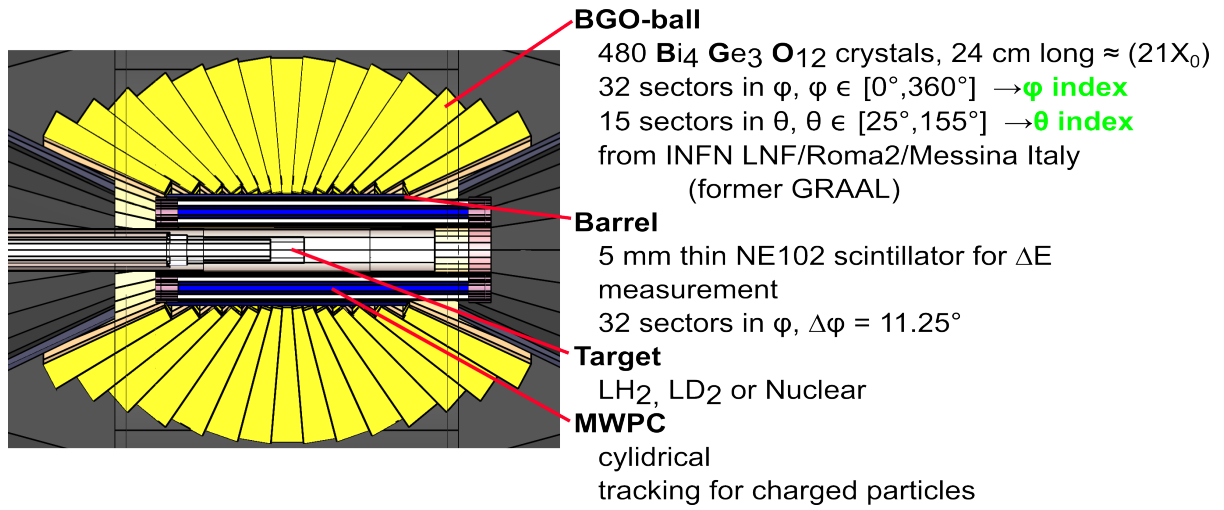 BGO-ball
480 Bi4 Ge3 O12 crystals, 24 cm long ≈ (21X0)
32 sectors in φ, φ ϵ [0°,360°] →φ index
15 sectors in θ, θ ϵ [25°,155°] →θ index
from INFN LNF/Roma2/Messina Italy
(former GRAAL)
Barrel
5 mm thin NE102 scintillator for ΔE
measurement
32 sectors in φ, Δφ = 11.25°
Target
LH2, LD2 or Nuclear
MWPC
cylidrical
tracking for charged particles